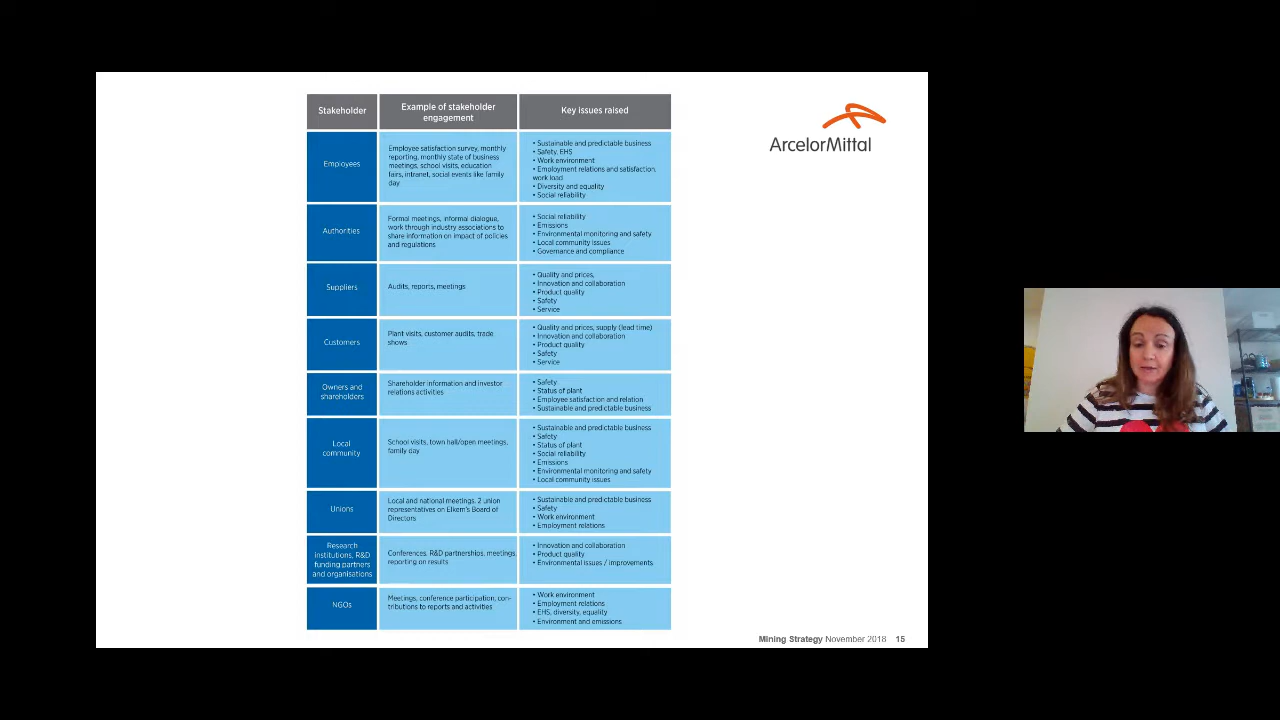 Stakeholder
Example of stakeholder
engagement
Key issues raised
Employees
Employee satisfaction survey, monthly
reporting, monthly state of business
meetings, school visits, education
fairs, intranet, social events like family
day
• Sustainable and predictable business
• Safety, EHS
• Work environment
• Employment relations and satisfaction,
work load
• Diversity and equality
• Social reliability
Authorities
Formal meetings, informal dialogue,
work through industry associations to
share information on impact of policies
and regulations
• Social reliability
• Emissions
• Environmental monitoring and safety
• Local community issues
• Governance and compliance
Suppliers
Audits, reports, meetings
• Quality and prices,
• Innovation and collaboration
• Product quality
• Safety
• Service
Customers
Plant visits, customer audits, trade
shows
• Quality and prices, supply (lead time)
• Innovation and collaboration
• Product quality
• Safety
• Service
Owners and
shareholders
Shareholder information and investor
relations activities
• Safety
• Status of plant
• Employee satisfaction and relation
• Sustainable and predictable business
Local
community
School visits, town hall/open meetings,
family day
• Sustainable and predictable business
• Safety
• Status of plant
• Social reliability
• Emissions
• Environmental monitoring and safety
• Local community issues
Unions
Local and national meetings, 2 union
representatives on Elkem's Board of
Directors
• Sustainable and predictable business
• Safety
• Work environment
• Employment relations
Research
institutions, R&D
funding partners
and organisations
Conferences, R&D partnerships, meetings,
reporting on results
• Innovation and collaboration
• Product quality
• Environmental issues / improvements
NGOs
Meetings, conference participation, con-
tributions to reports and activities
• Work environment
• Employment relations
• EHS, diversity, equality
• Environment and emissions
ArcelorMittal
Mining Strategy November 2018 15